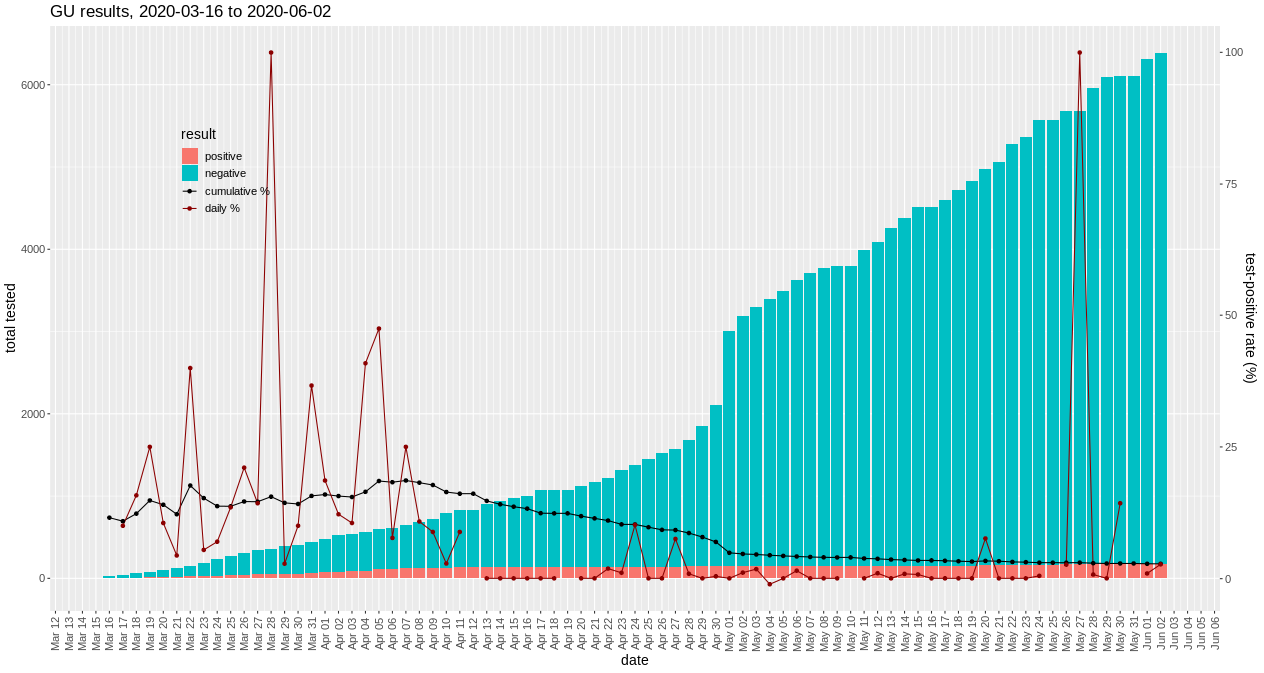 GU results, 2020-03-16 to 2020-06-02
total tested
6000
4000
2000
0
result
positive
negative
cumulative %
daily %
100
75
50
25
0
test-positive rate (%)
Mar 12
Mar 13
Mar 14
Mar 15
Mar 16
Mar 17
Mar 18
Mar 19
Mar 20
Mar 21
Mar 22
Mar 23
Mar 24
Mar 25
Mar 26
Mar 27
Mar 28
Mar 29
Mar 30
Mar 31
Apr 01
Apr 02
Apr 03
Apr 04
Apr 05
Apr 06
Apr 07
Apr 08
Apr 09
Apr 10
Apr 11
Apr 12
Apr 13
Apr 14
Apr 15
Apr 16
Apr 17
Apr 18
Apr 19
Apr 20
Apr 21
Apr 22
Apr 23
Apr 24
Apr 25
Apr 26
Apr 27
Apr 28
Apr 29
Apr 30
May 01
May 02
May 03
May 04
May 05
May 06
May 07
May 08
May 09
May 10
May 11
May 12
May 13
May 14
May 15
May 16
May 17
May 18
May 19
May 20
May 21
May 22
May 23
May 24
May 25
May 26
May 27
May 28
May 29
May 30
May 31
Jun 01
Jun 02
Jun 03
Jun 04
Jun 05
Jun 06
date